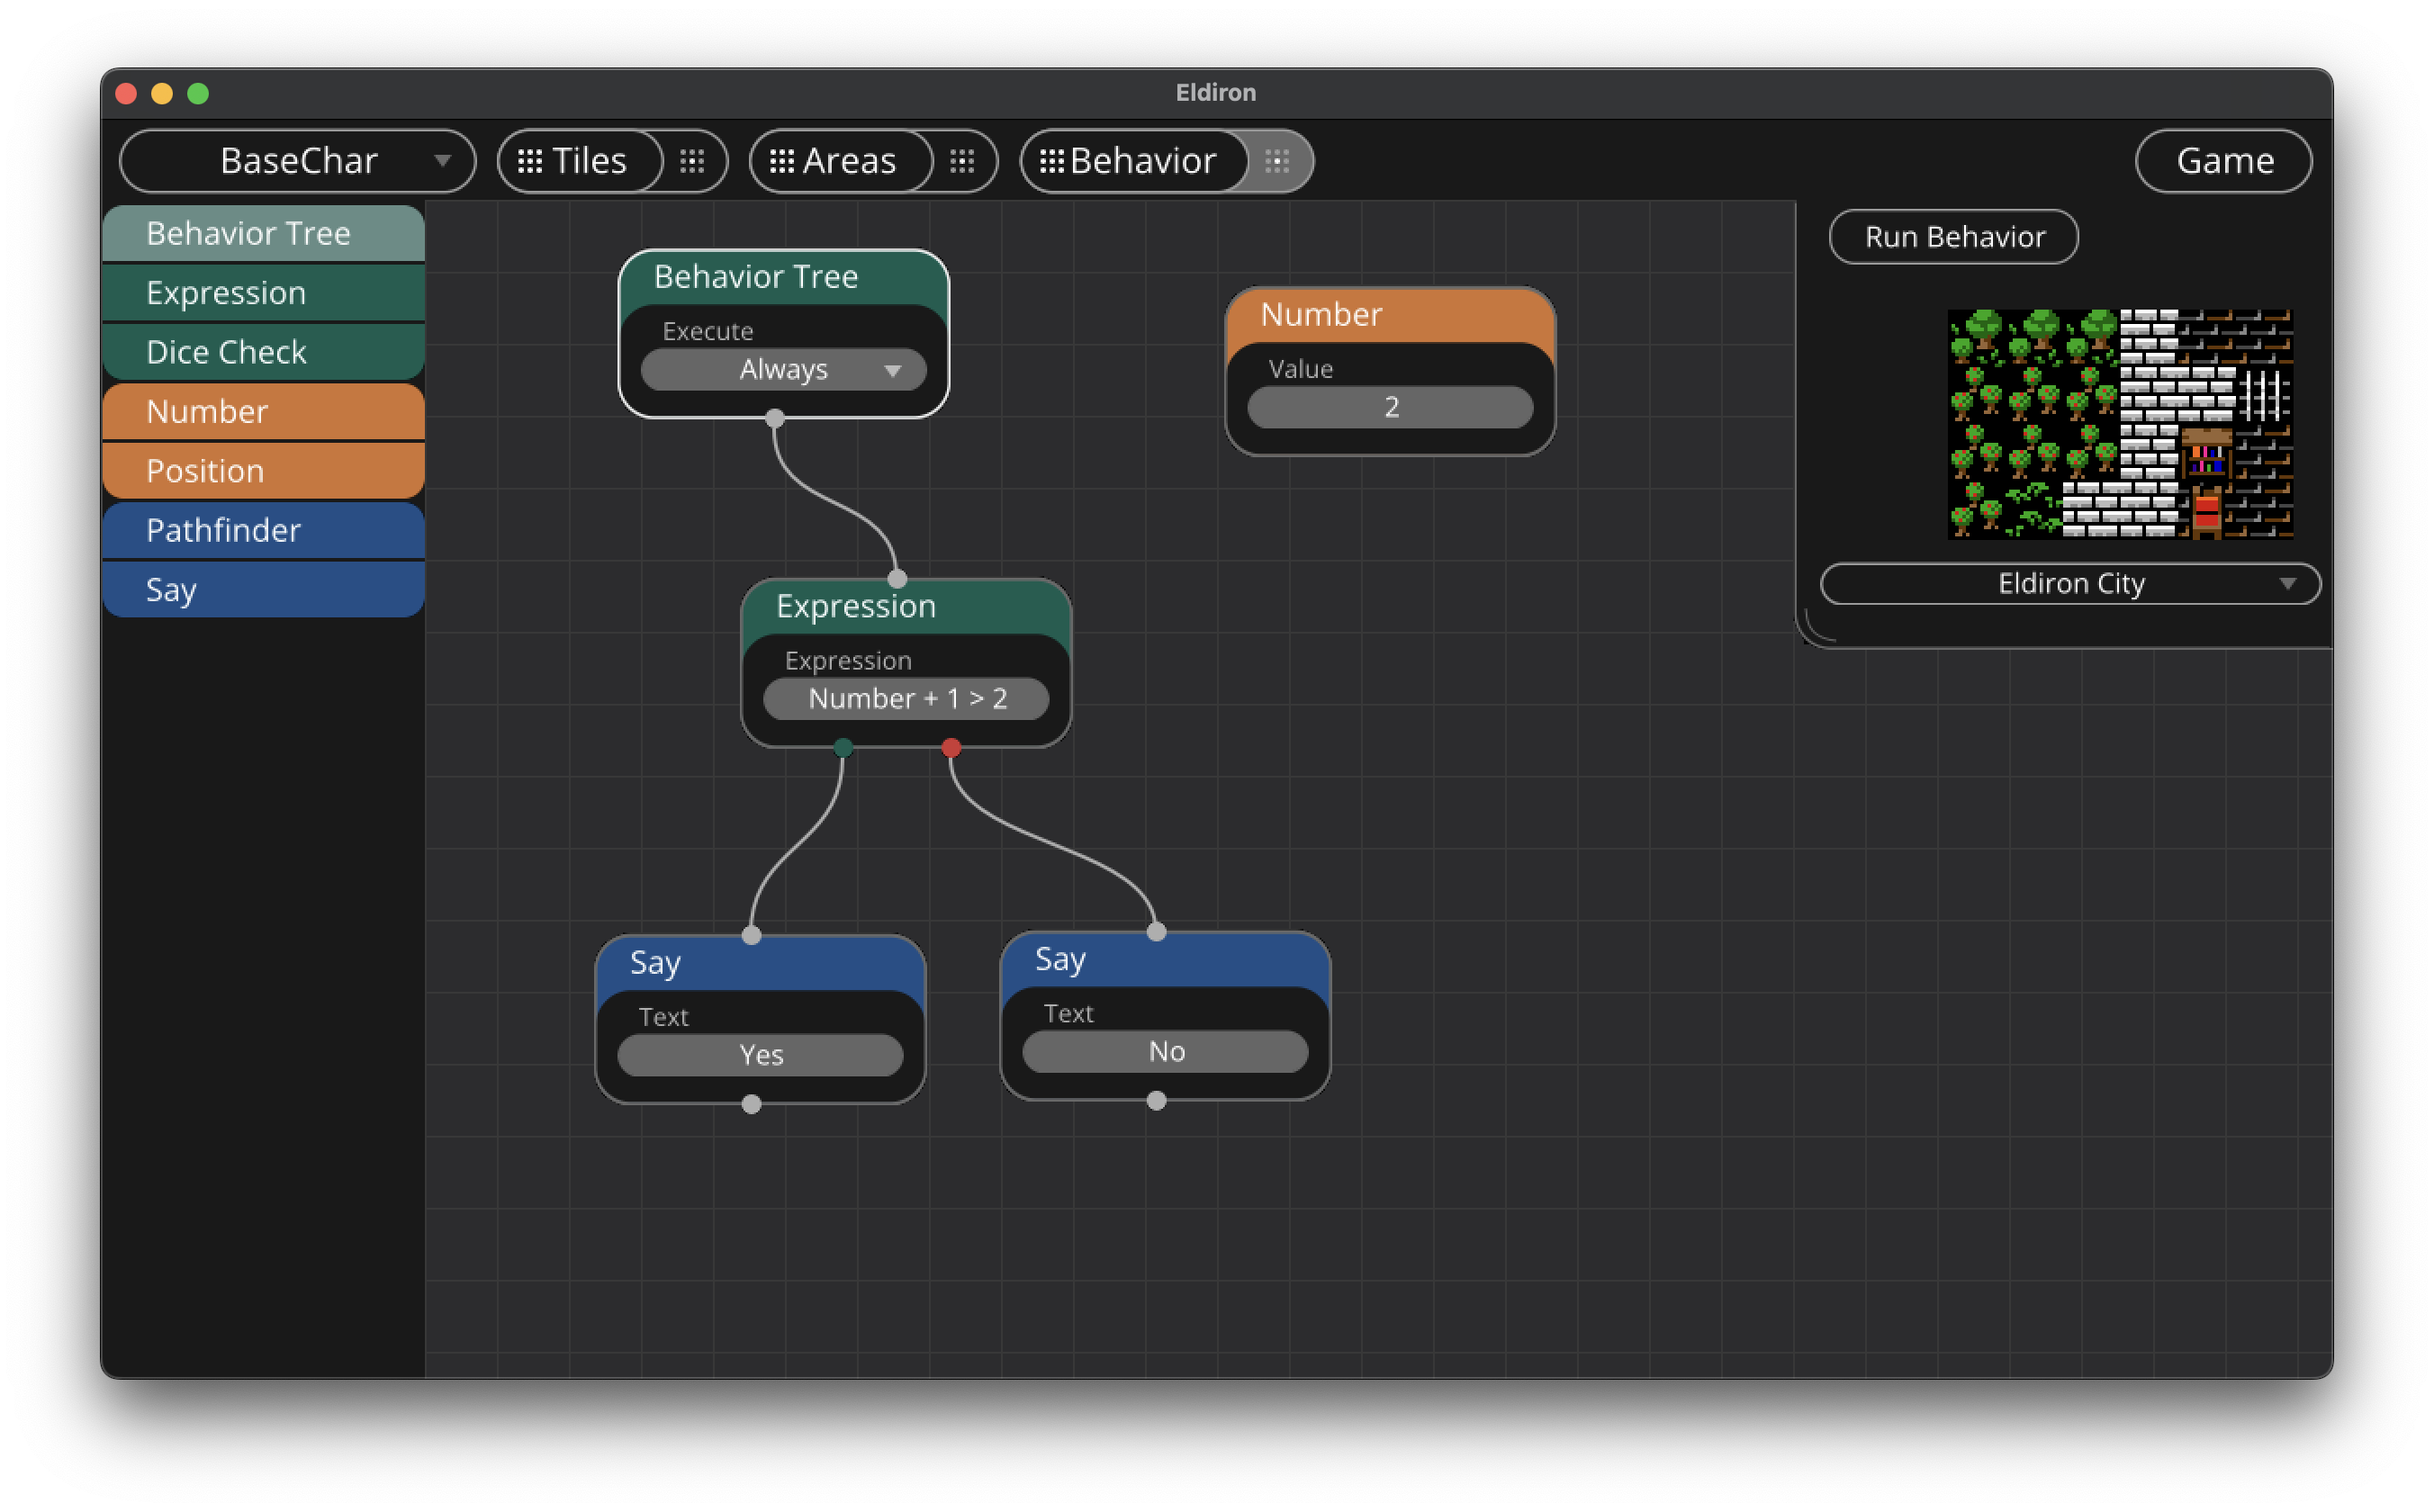 Eldiron
BaseChar
Tiles
Areas
Behavior
Game
Behavior Tree
Expression
Dice Check
Number
Position
Pathfinder
Say
Behavior Tree
Execute
Always
Number
Value
2
Expression
Expression
Number + 1 > 2
Say
Text
Yes
Say
Text
No
Run Behavior
Eldiron City